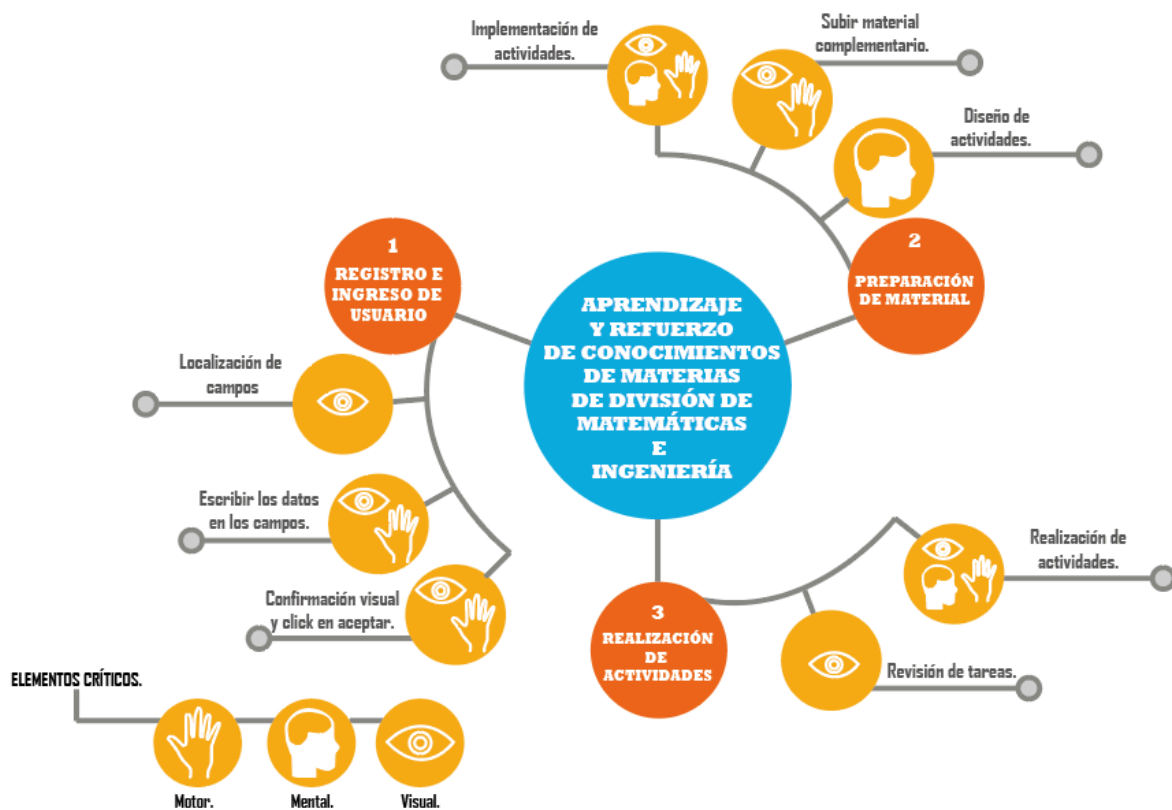 Implementación de
actividades.
Subir material
complementario.
Diseño de
actividades.
1
REGISTRO E
INGRESO DE
USUARIO
2
PREPARACIÓN
DE MATERIAL
APRENDIZAJE
Y REFUERZO
DE CONOCIMIENTOS
DE MATERIAS
DE DIVISIÓN DE
MATEMÁTICAS
E
INGENIERÍA
Localización de
campos
Escribir los datos
en los campos.
Confirmación visual
y click en aceptar.
3
REALIZACIÓN
DE
ACTIVIDADES
Realización de
actividades.
Revisión de tareas.
ELEMENTOS CRÍTICOS.
Motor.
Mental.
Visual.